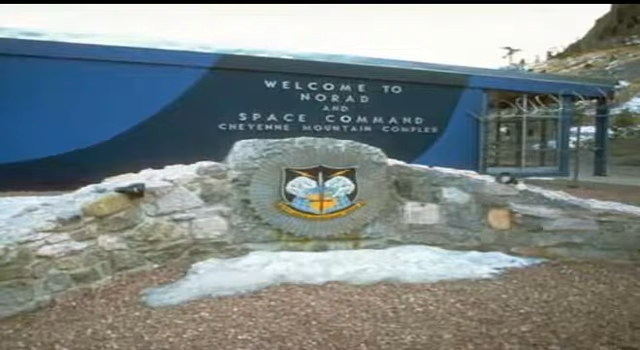 WELCOME TO
NORAD
AND
SPACE COMMAND
CHEYENNE MOUNTAIN COMPLEX